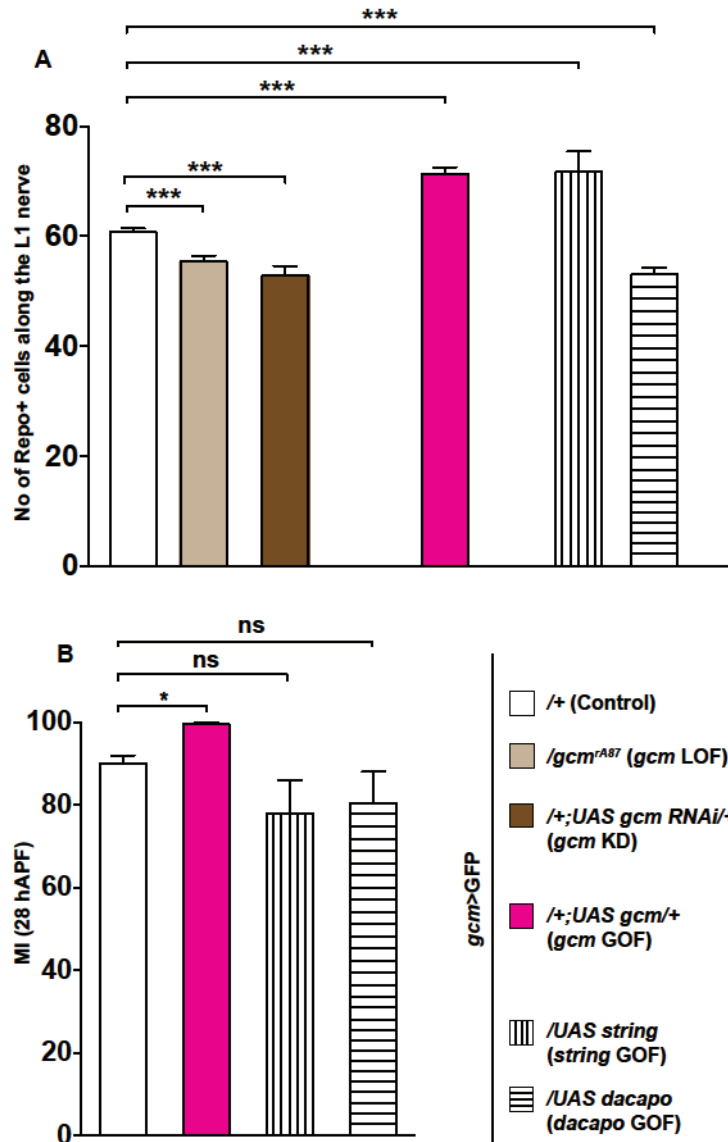 ***
A
***
***
***
***
80
60
40
20
0
No of Repo+ cells along the L1 nerve
B
ns
ns
*
100
80
60
40
20
0
MI (28 hAPF)
gcm>GFP
/+ (Control)
/gcmrA87 (gcm LOF)
/+;UAS gcm RNAi/+
(gcm KD)
/+;UAS gcm/+
(gcm GOF)
/UAS string
(string GOF)
/UAS dacapo
(dacapo GOF)